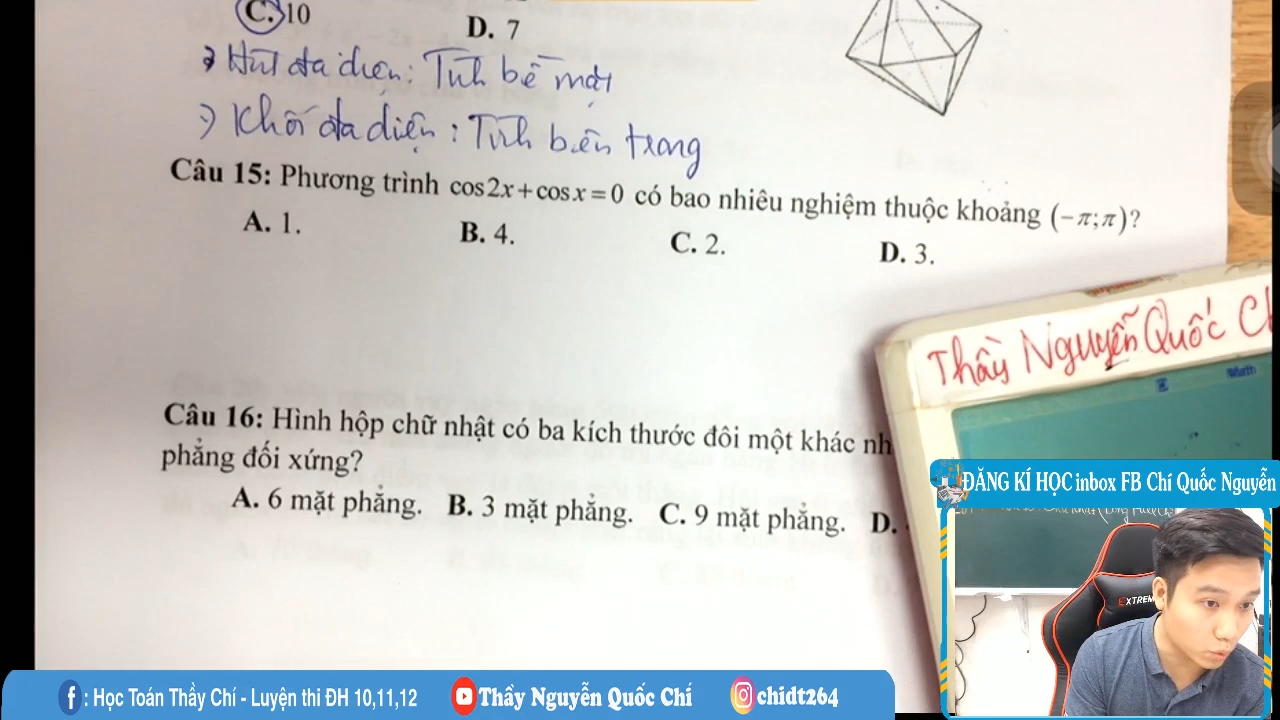 C. 10
D. 7
Hình đa diện: Tính bề mặt
Khối đa diện: Tính bên trong
Câu 15: Phương trình cos2x+cosx=0 có bao nhiêu nghiệm thuộc khoảng (−π;π)?
A. 1.
B. 4.
C. 2.
D. 3.
Thầy Nguyễn Quốc C
Math
Câu 16: Hình hộp chữ nhật có ba kích thước đôi một khác nh
phẳng đối xứng?
A. 6 mặt phẳng. B. 3 mặt phẳng. C. 9 mặt phẳng. D.
ĐĂNG KÍ HỌC inbox FB Chí Quốc Nguyễn
EXTREM
f : Học Toán Thầy Chí - Luyện thi ĐH 10,11,12
Thầy Nguyễn Quốc Chí
chidt264